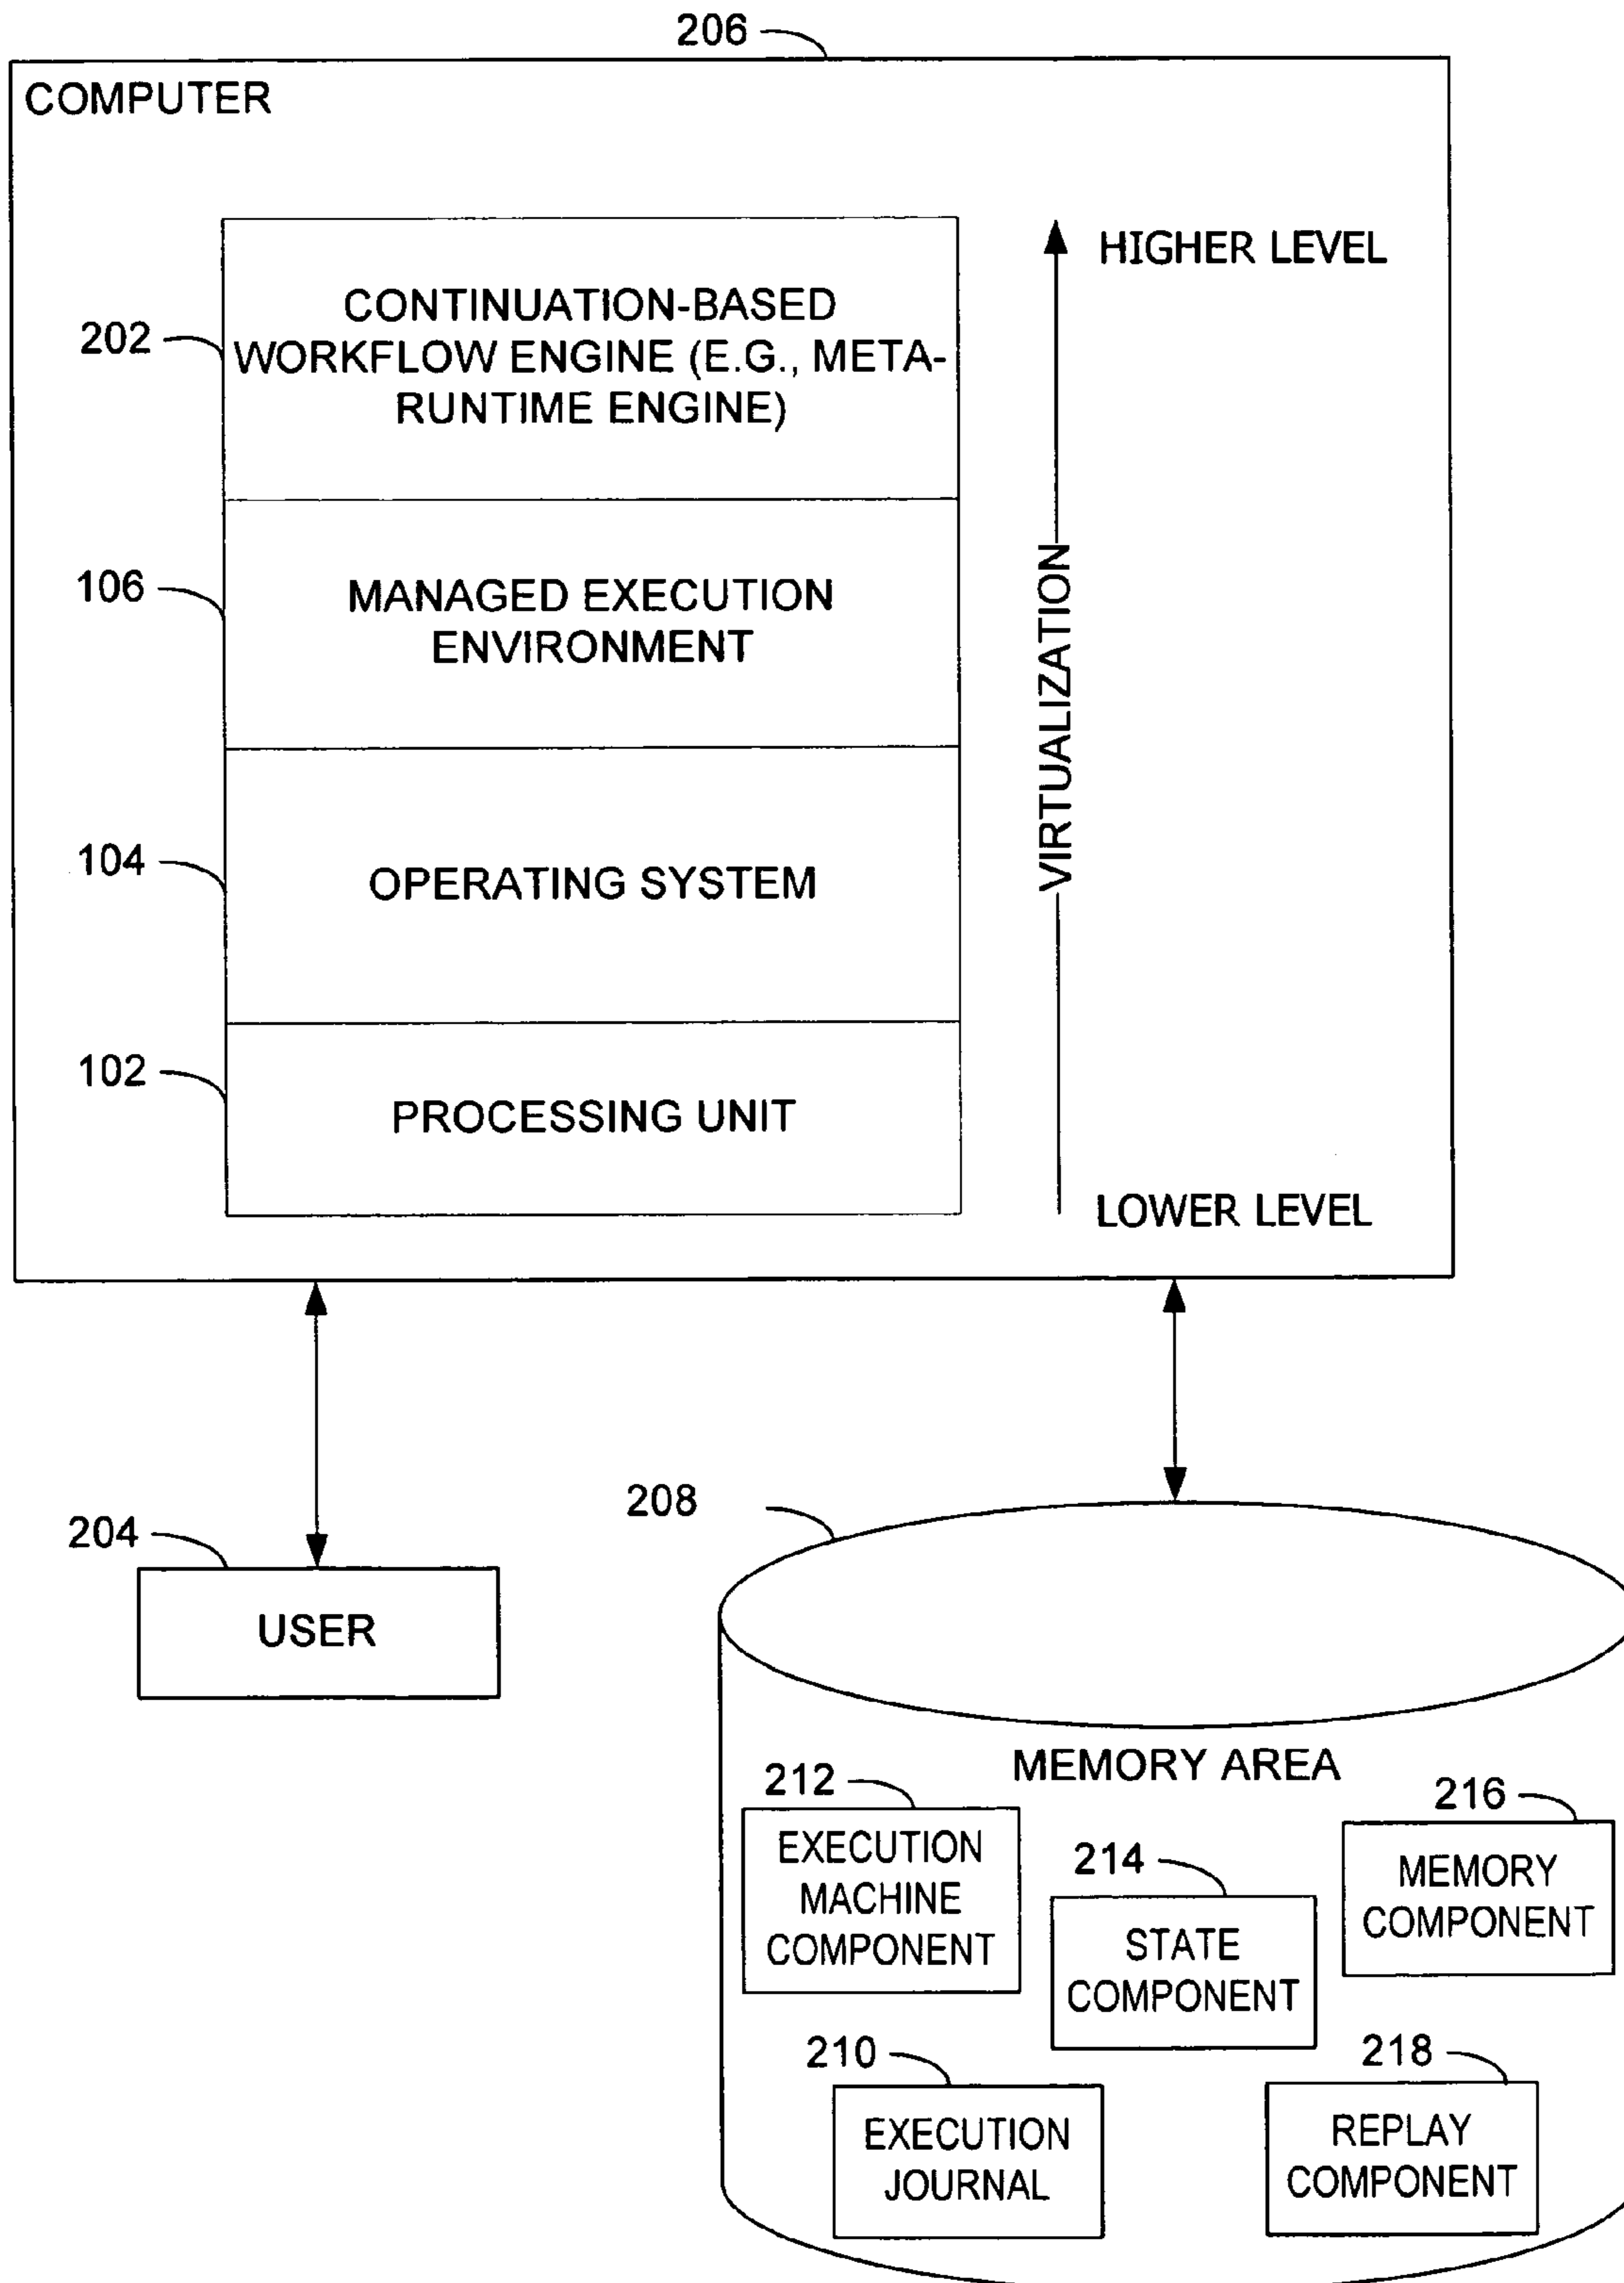 206
COMPUTER
HIGHER LEVEL
202
CONTINUATION-BASED
WORKFLOW ENGINE (E.G., META-
RUNTIME ENGINE)
106
MANAGED EXECUTION
ENVIRONMENT
VIRTUALIZATION
104
OPERATING SYSTEM
102
PROCESSING UNIT
LOWER LEVEL
208
204
USER
MEMORY AREA
212
EXECUTION
MACHINE
COMPONENT
214
STATE
COMPONENT
216
MEMORY
COMPONENT
210
EXECUTION
JOURNAL
218
REPLAY
COMPONENT